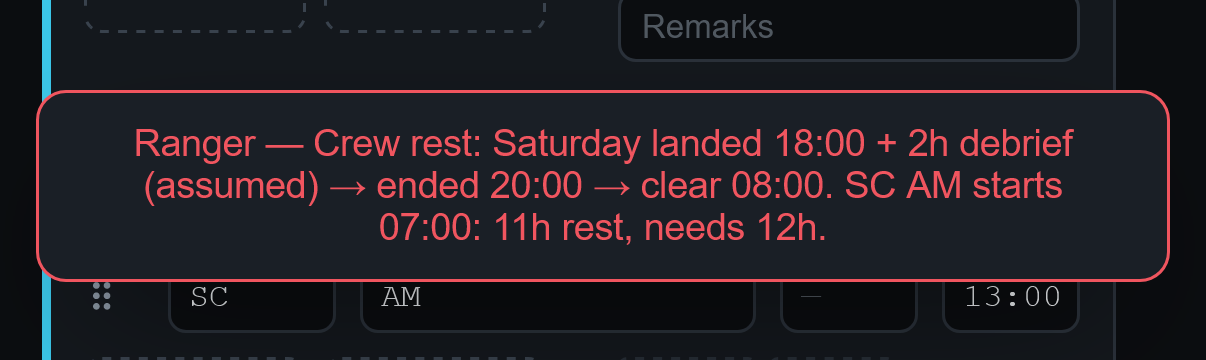 Remarks
Ranger — Crew rest: Saturday landed 18:00 + 2h debrief
(assumed) → ended 20:00 → clear 08:00. SC AM starts
07:00: 11h rest, needs 12h.
SC AM — 13:00